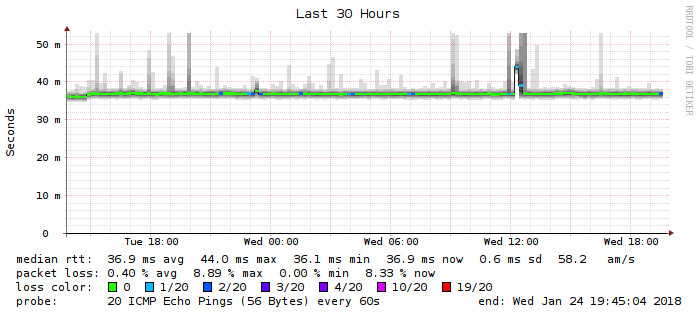 Last 30 Hours
RRDTOOL / TOBI OETIKER
Seconds
50 m
40 m
30 m
20 m
10 m
0
Tue 18:00 Wed 00:00 Wed 06:00 Wed 12:00 Wed 18:00
median rtt: 36.9 ms avg 44.0 ms max 36.1 ms min 36.9 ms now 0.6 ms sd 58.2 am/s
packet loss: 0.40 % avg 8.89 % max 0.00 % min 8.33 % now
loss color: 0 1/20 2/20 3/20 4/20 10/20 19/20
probe: 20 ICMP Echo Pings (56 Bytes) every 60s end: Wed Jan 24 19:45:04 2018